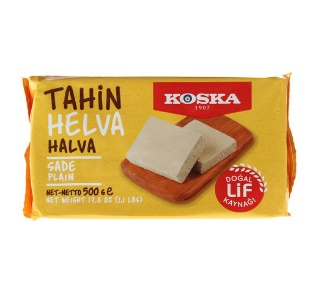 TAHİN
HELVA
HALVA
SADE
PLAIN
NET-NETTO 500 G e
NET WEIGHT 17.6 OZ (1.1 LBS)
KOSKA
1907
DOĞAL
LİF
KAYNAĞI